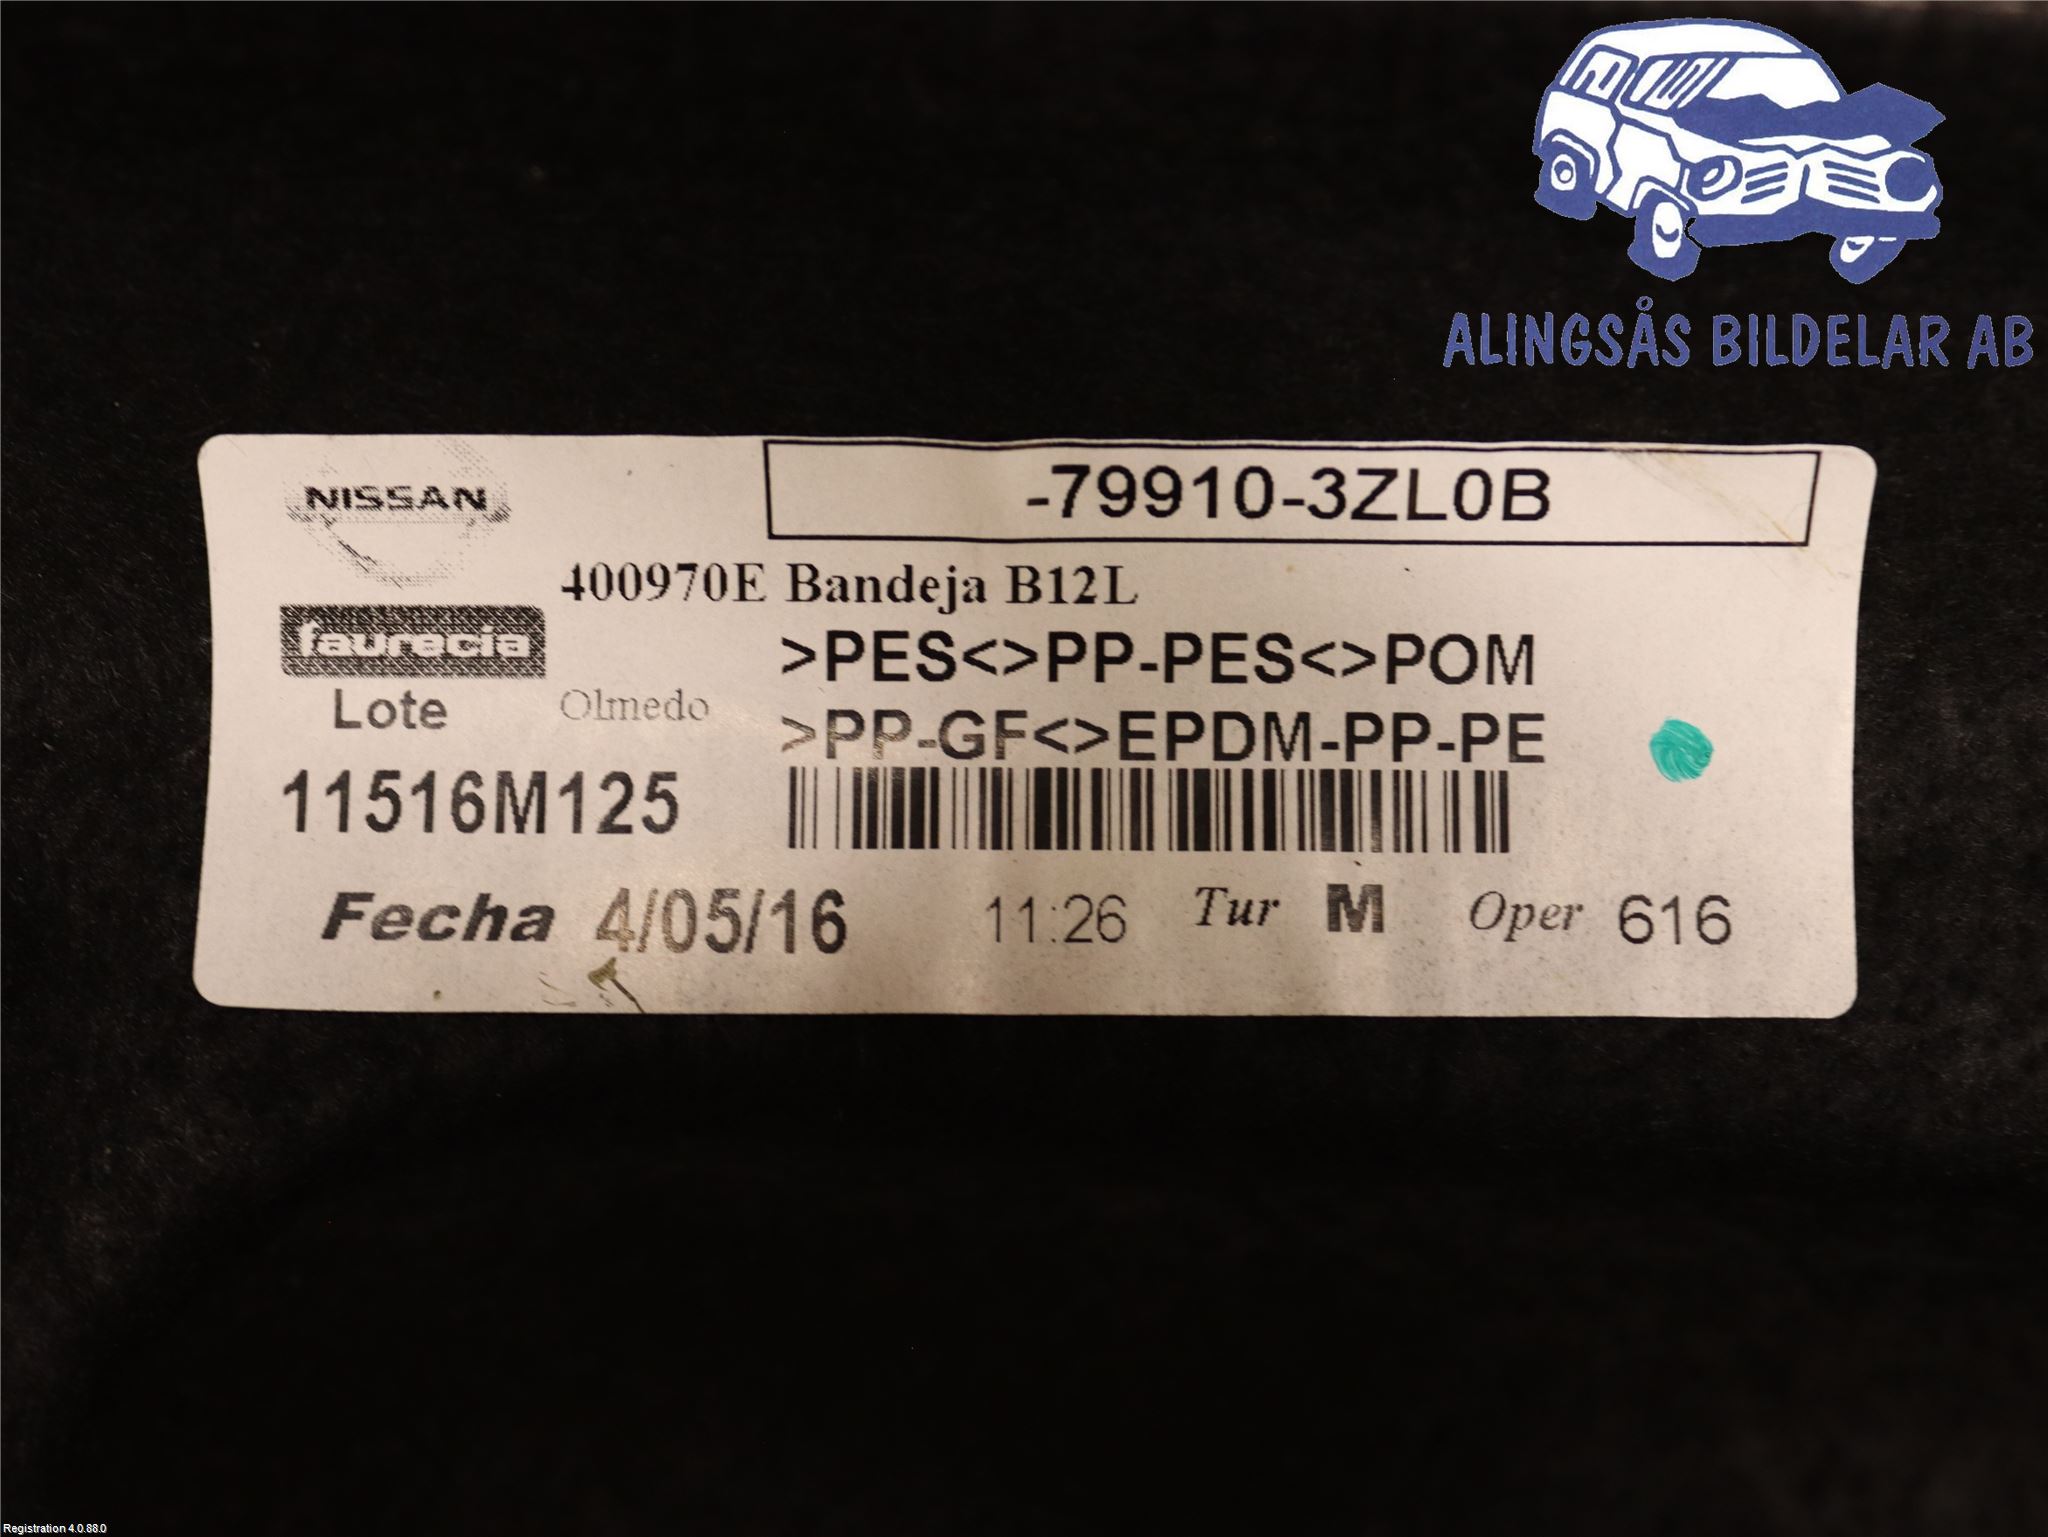 ALINGSÅS BILDELAR AB
NISSAN
-79910-3ZL0B
400970E Bandeja B12L
faurecia
>PES<>PP-PES<>POM
Lote Olmedo
>PP-GF<>EPDM-PP-PE
11516M125
Fecha 4/05/16 11:26 Tur M Oper 616
Registration 4.0.88.0